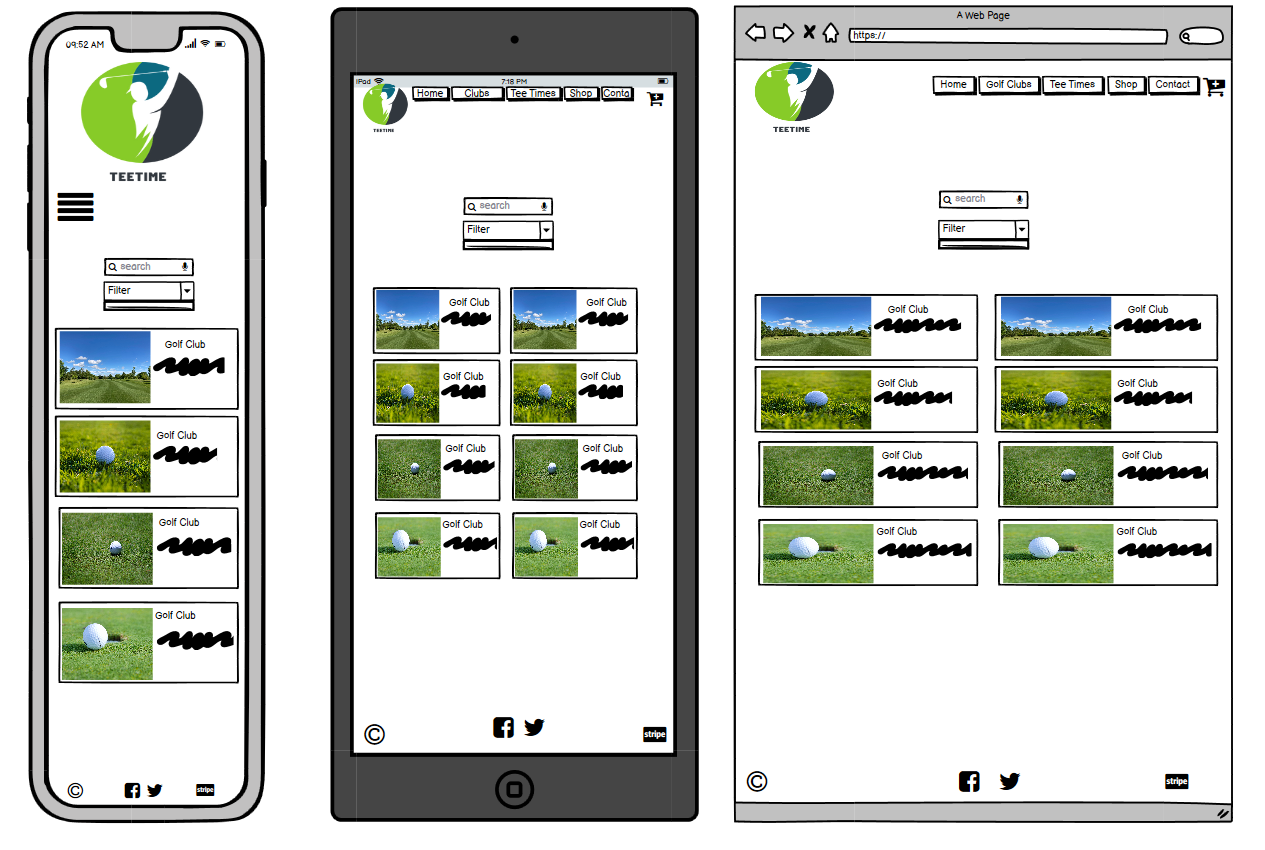 09:52 AM
TEETIME
search
Filter
Golf Club
Golf Club
Golf Club
Golf Club
©
stripe
iPad
7:18 PM
Home
Clubs
Tee Times
Shop
Conta
TEETIME
search
Filter
Golf Club
Golf Club
Golf Club
Golf Club
Golf Club
Golf Club
Golf Club
Golf Club
©
stripe
A Web Page
https://
Home
Golf Clubs
Tee Times
Shop
Contact
TEETIME
search
Filter
Golf Club
Golf Club
Golf Club
Golf Club
Golf Club
Golf Club
Golf Club
Golf Club
©
stripe